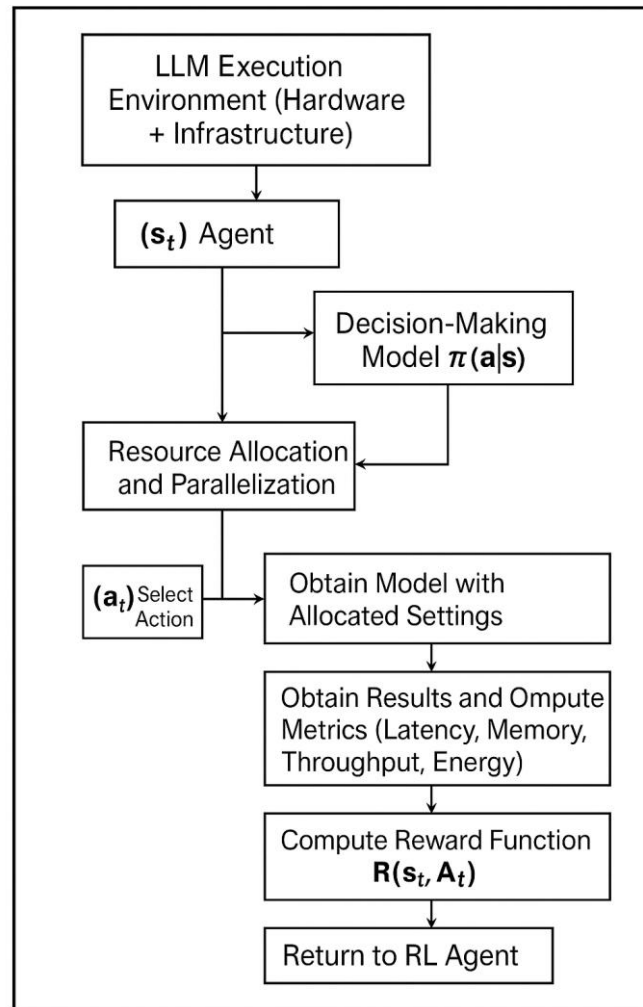 LLM Execution
Environment (Hardware
+ Infrastructure)
(s_t) Agent
Decision-Making
Model π(a|s)
Resource Allocation
and Parallelization
(a_t) Select
Action
Obtain Model with
Allocated Settings
Obtain Results and Ompute
Metrics (Latency, Memory,
Throughput, Energy)
Compute Reward Function
R(s_t, A_t)
Return to RL Agent